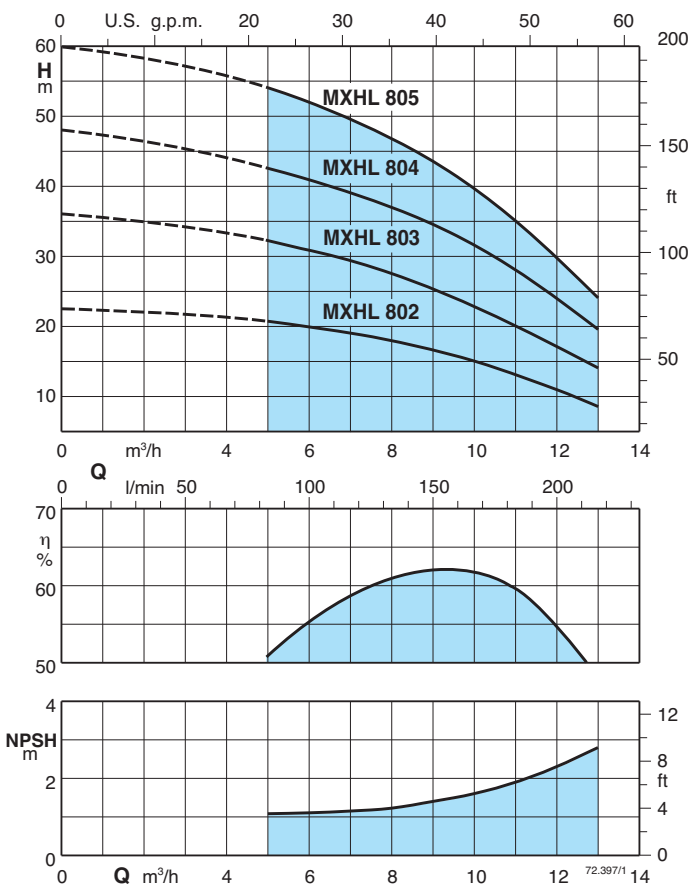 0 U.S. g.p.m. 20 30 40 50 60
60 200
H
m
MXHL 805
50
150
MXHL 804
40
ft
MXHL 803
30 100
MXHL 802
20
50
10
0 m³/h 4 6 8 10 12 14
Q
0 l/min 50 100 150 200
70
η
%
60
50
4
12
NPSH
m
8
ft
2
4
0 0
72.397/1
0 Q m³/h 4 6 8 10 12 14